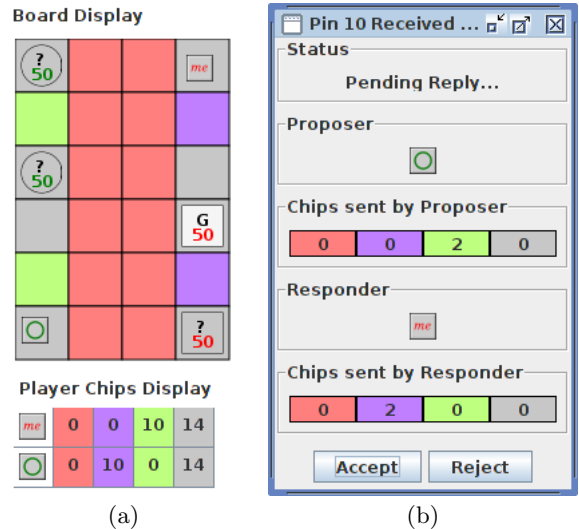 Board Display
?
50
me
?
50
G
50
?
50
Player Chips Display
me 0 0 10 14
0 10 0 14
(a)
Pin 10 Received ...
Status
Pending Reply...
Proposer
Chips sent by Proposer
0 0 2 0
Responder
me
Chips sent by Responder
0 2 0 0
Accept Reject
(b)